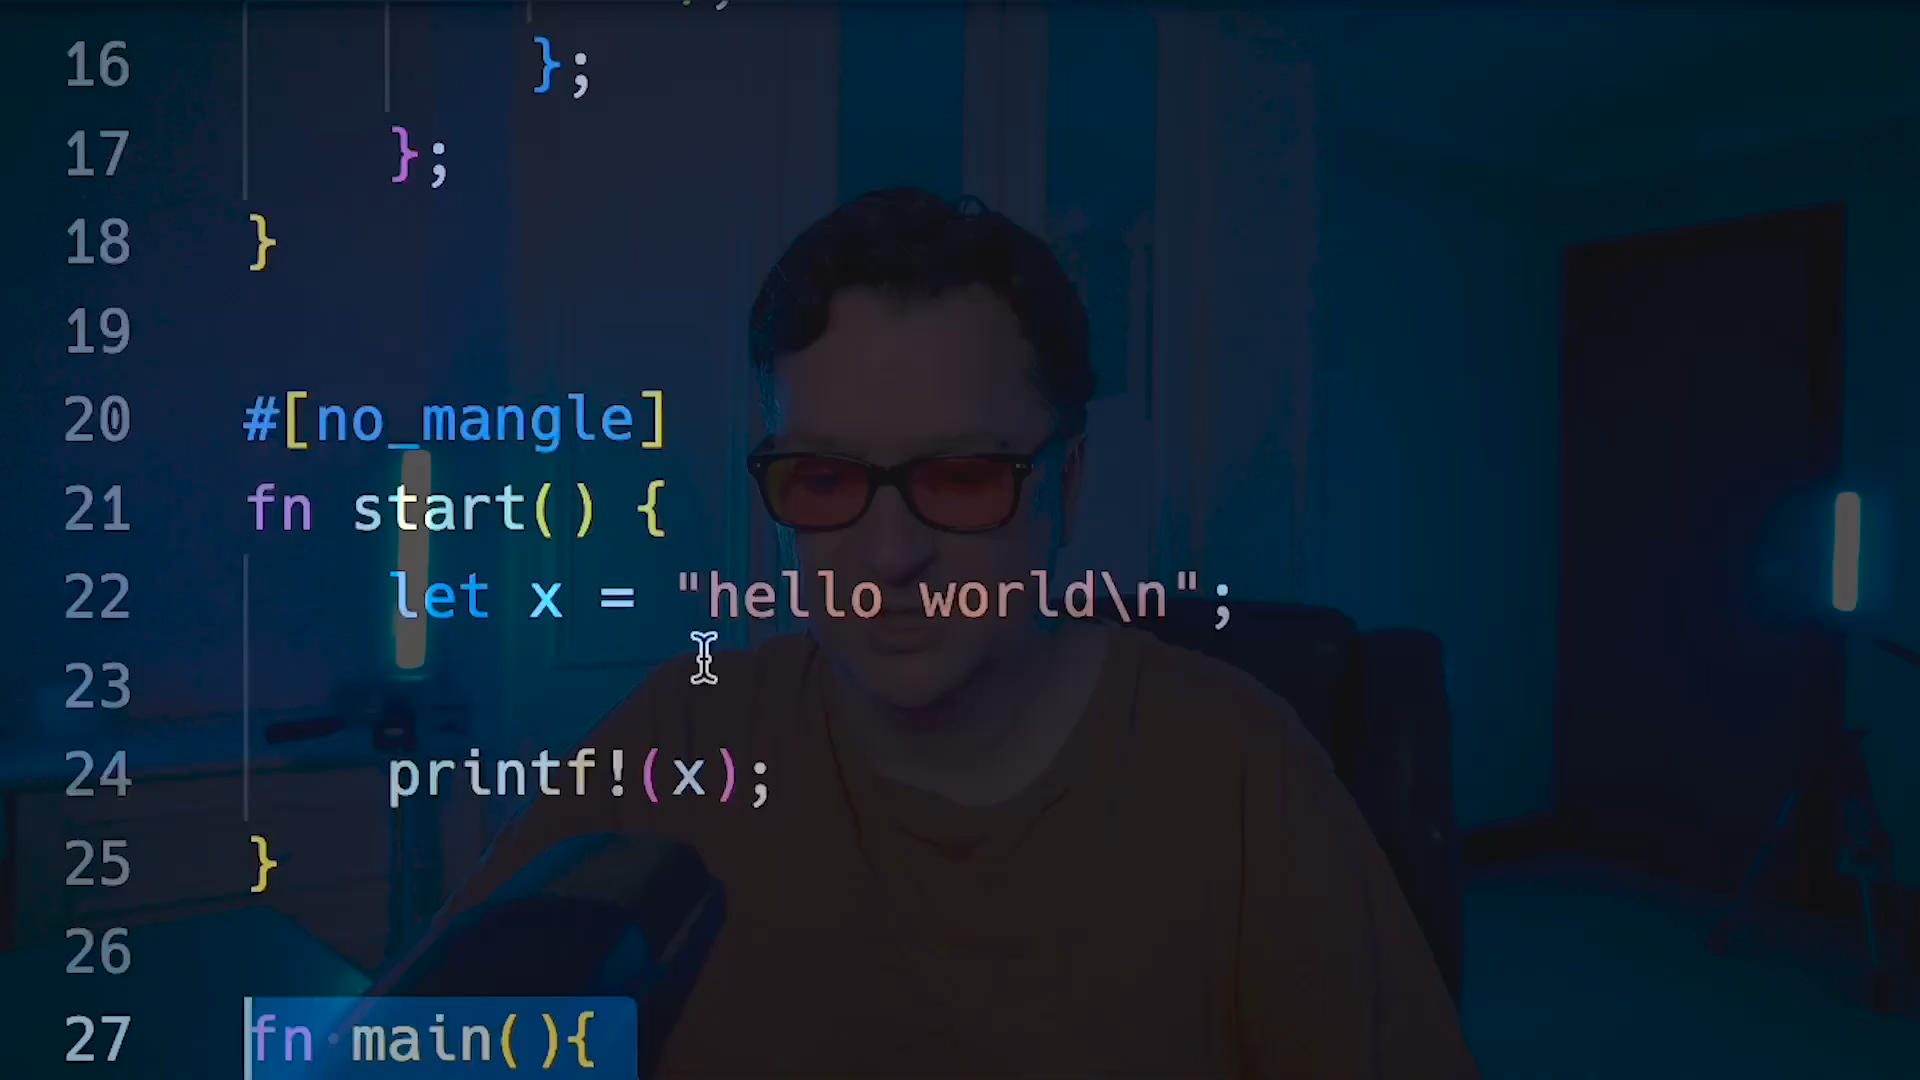 16 };
17 };
18 }
19
20 #[no_mangle]
21 fn start() {
22 let x = "hello world\n";
23
24 printf!(x);
25 }
26
27 fn main(){